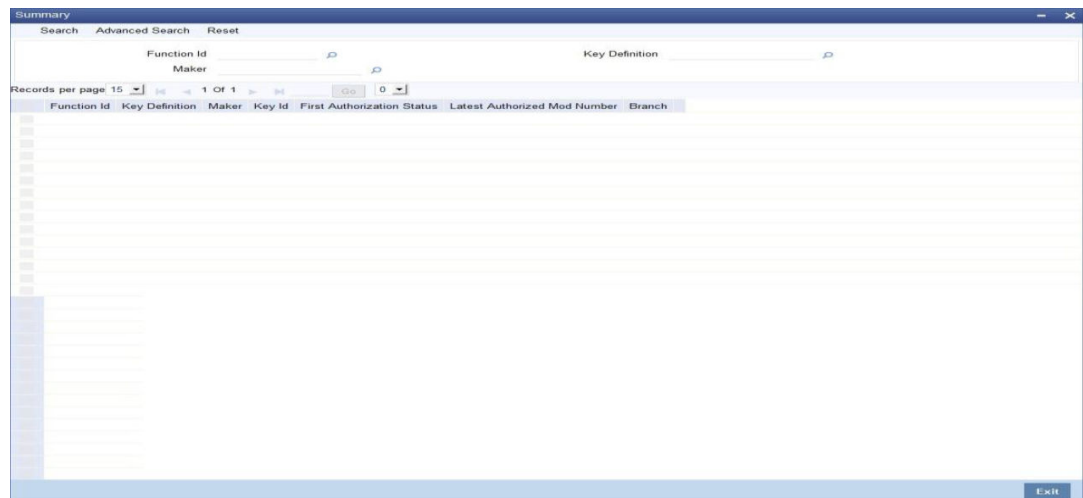 Summary
Search Advanced Search Reset
Function Id Key Definition
Maker
Records per page 15 1 Of 1 Go 0
Function Id Key Definition Maker Key Id First Authorization Status Latest Authorized Mod Number Branch
Exit